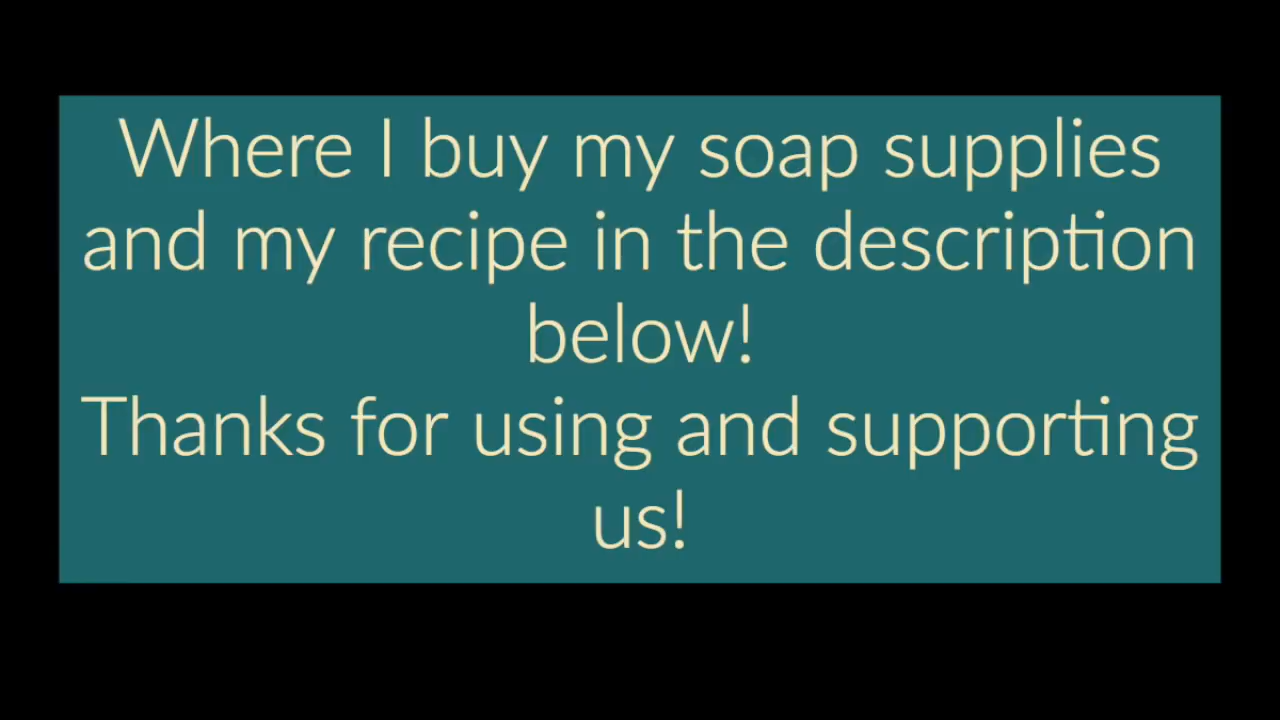 Where I buy my soap supplies
and my recipe in the description
below!
Thanks for using and supporting
us!